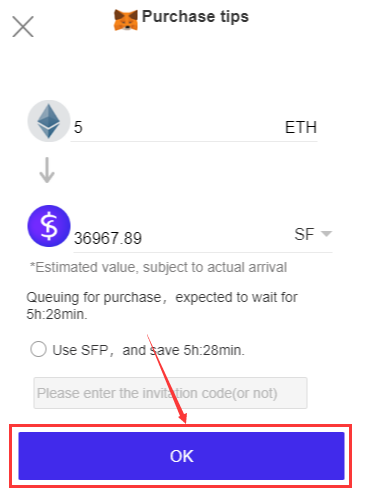 Purchase tips
5 ETH
36967.89 SF
*Estimated value, subject to actual arrival
Queuing for purchase，expected to wait for
5h:28min.
Use SFP，and save 5h:28min.
Please enter the invitation code(or not)
OK